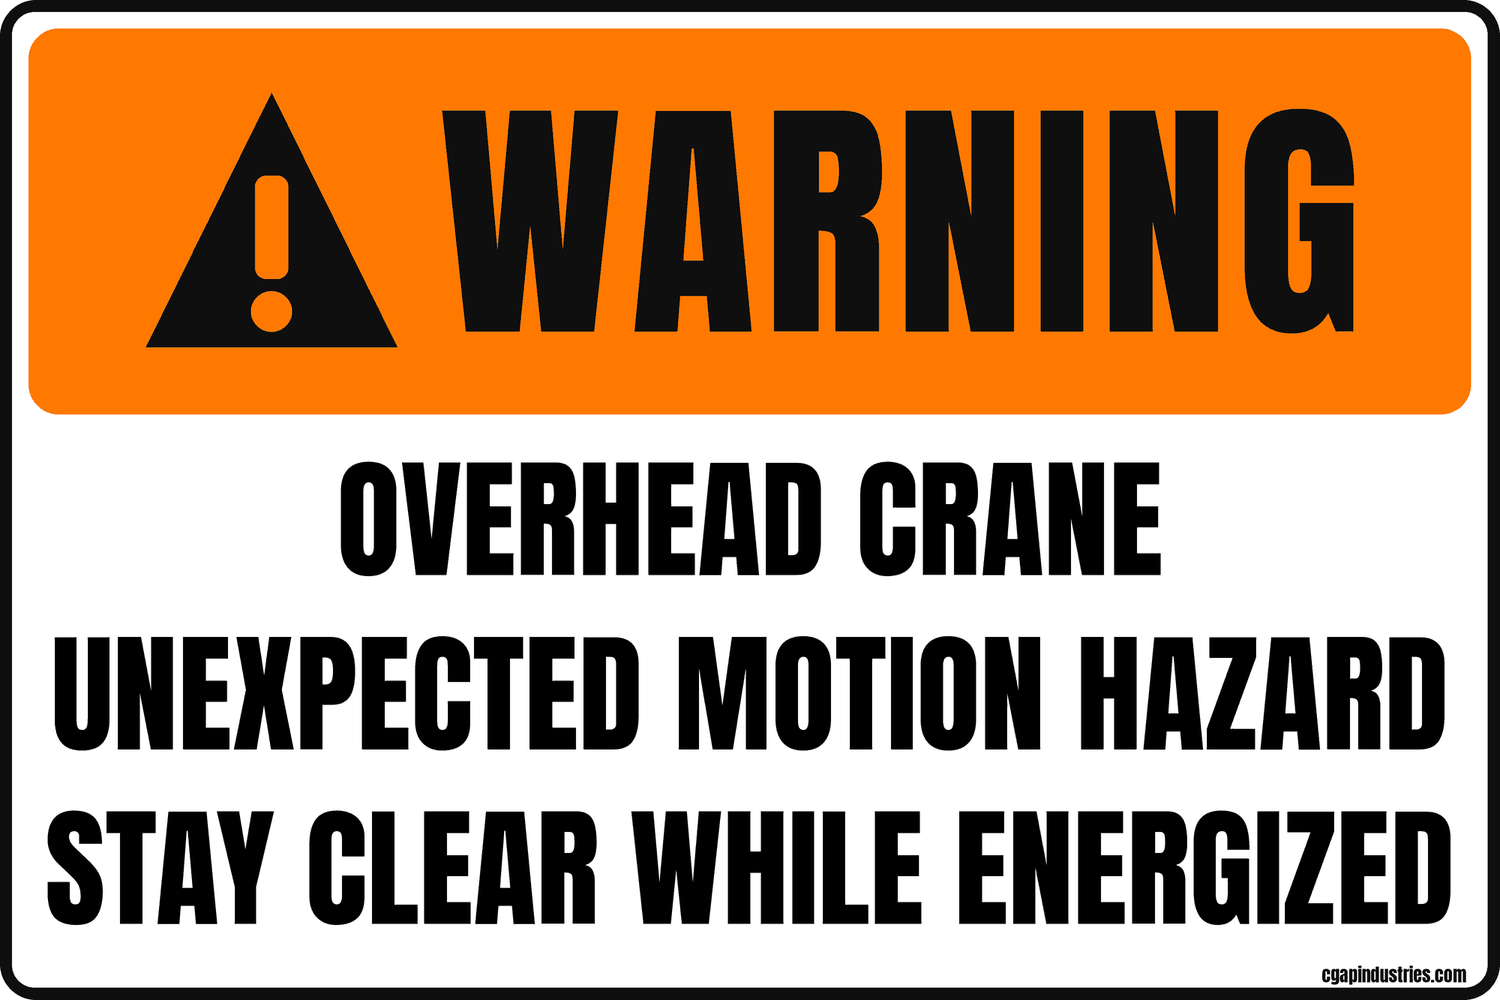 WARNING
OVERHEAD CRANE
UNEXPECTED MOTION HAZARD
STAY CLEAR WHILE ENERGIZED
cgapindustries.com